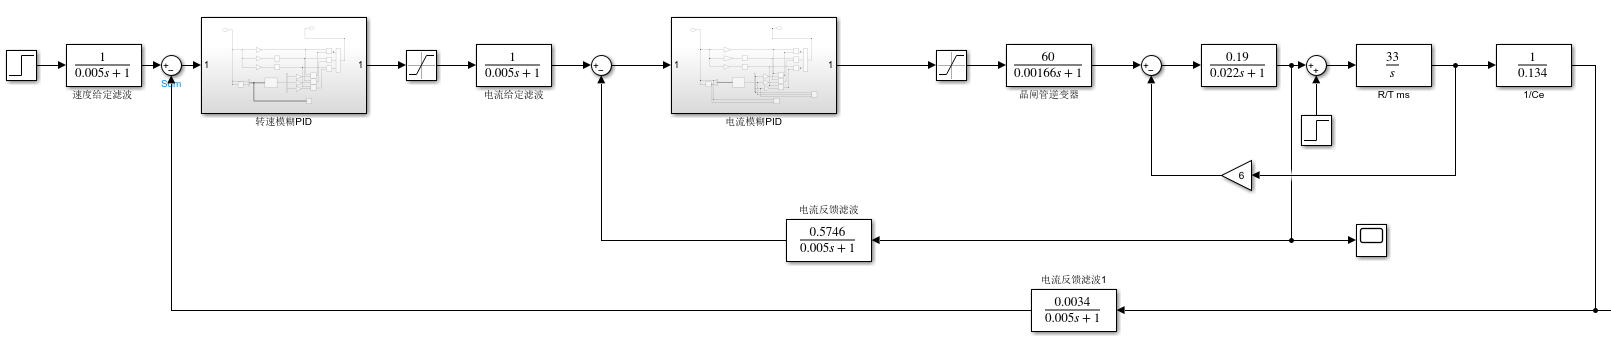 1
0.005s + 1
速度给定滤波
+
−
Sum
1
1
转速模糊PID
1
0.005s + 1
电流给定滤波
+
−
1
1
电流模糊PID
60
0.00166s + 1
晶闸管逆变器
+
−
0.19
0.022s + 1
+
+
33
s
R/T ms
1
0.134
1/Ce
6
电流反馈滤波
0.5746
0.005s + 1
电流反馈滤波1
0.0034
0.005s + 1